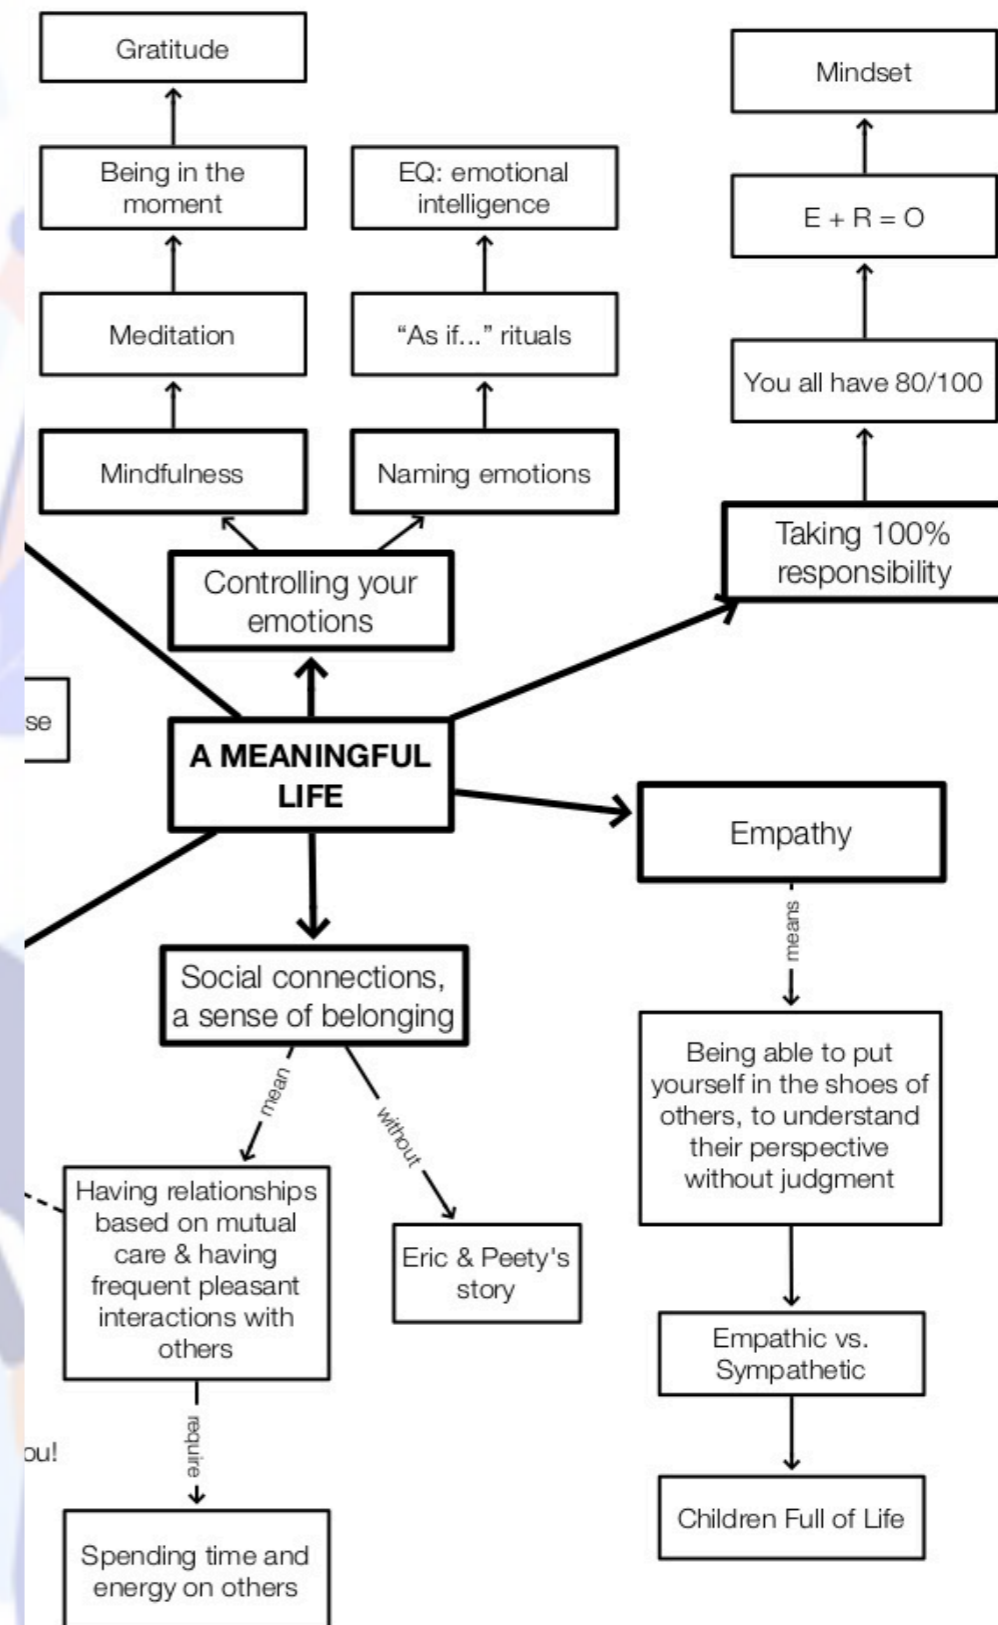 Gratitude
Being in the
moment
Meditation
Mindfulness
EQ: emotional
intelligence
“As if...” rituals
Naming emotions
Controlling your
emotions
Mindset
E + R = O
You all have 80/100
Taking 100%
responsibility
se
A MEANINGFUL
LIFE
Empathy
means
Being able to put
yourself in the shoes of
others, to understand
their perspective
without judgment
Empathic vs.
Sympathetic
Children Full of Life
Social connections,
a sense of belonging
mean
without
Having relationships
based on mutual
care & having
frequent pleasant
interactions with
others
Eric & Peety's
story
require
ou!
Spending time and
energy on others